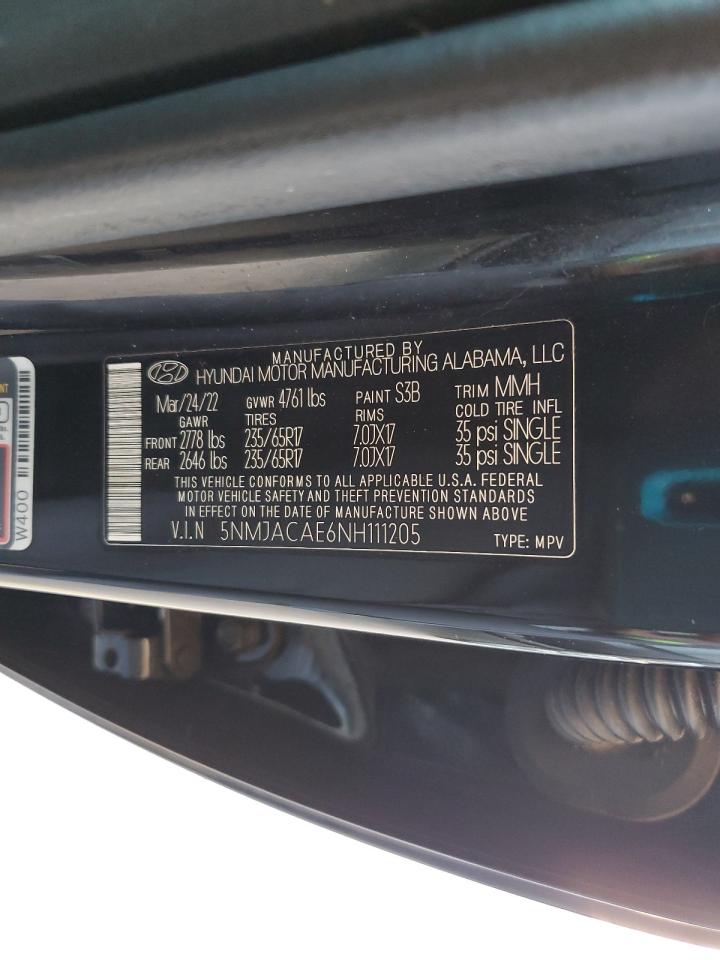 MANUFACTURED BY
HYUNDAI MOTOR MANUFACTURING ALABAMA, LLC
Mar/24/22 GVWR 4761 lbs PAINT S3B TRIM MMH
GAWR TIRES RIMS COLD TIRE INFL
FRONT 2778 lbs 235/65R17 7.0JX17 35 psi SINGLE
REAR 2646 lbs 235/65R17 7.0JX17 35 psi SINGLE
THIS VEHICLE CONFORMS TO ALL APPLICABLE U.S.A. FEDERAL
MOTOR VEHICLE SAFETY AND THEFT PREVENTION STANDARDS
IN EFFECT ON THE DATE OF MANUFACTURE SHOWN ABOVE
V.I.N 5NMJACAE6NH111205 TYPE: MPV
W400